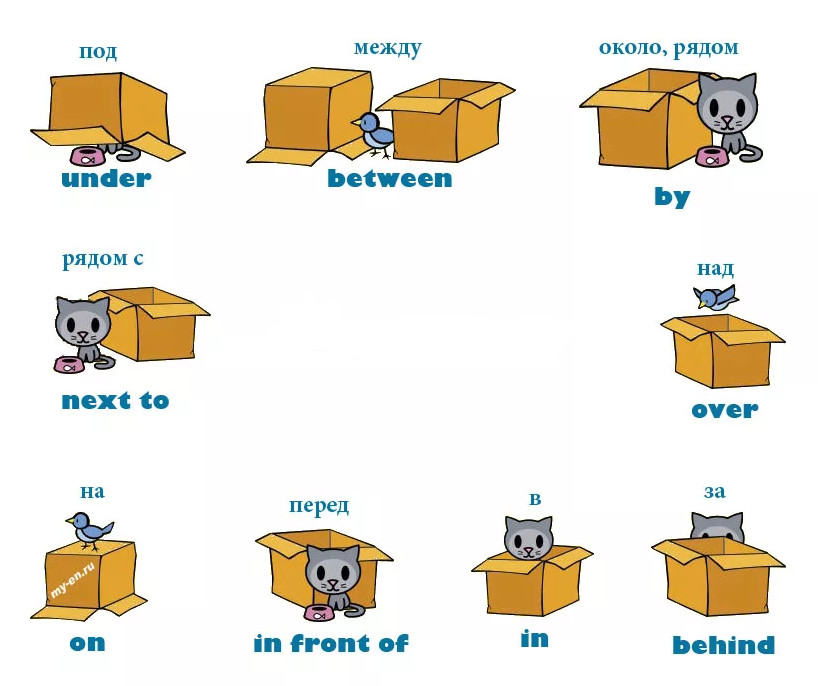 под
under
между
between
около, рядом
by
рядом с
next to
над
over
на
my-en.ru
on
перед
in front of
в
in
за
behind